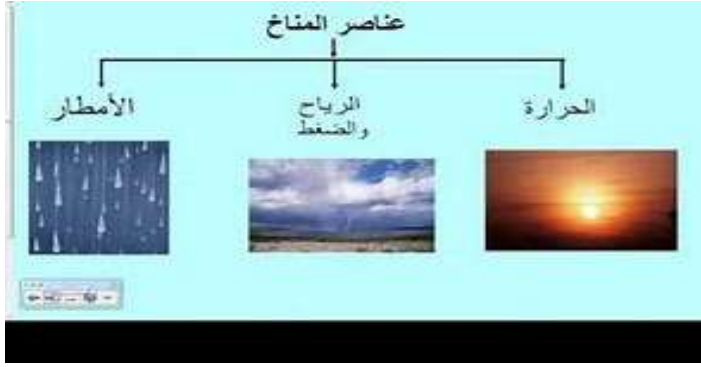 عناصر المناخ
الحرارة
الرياح
والضغط
الأمطار